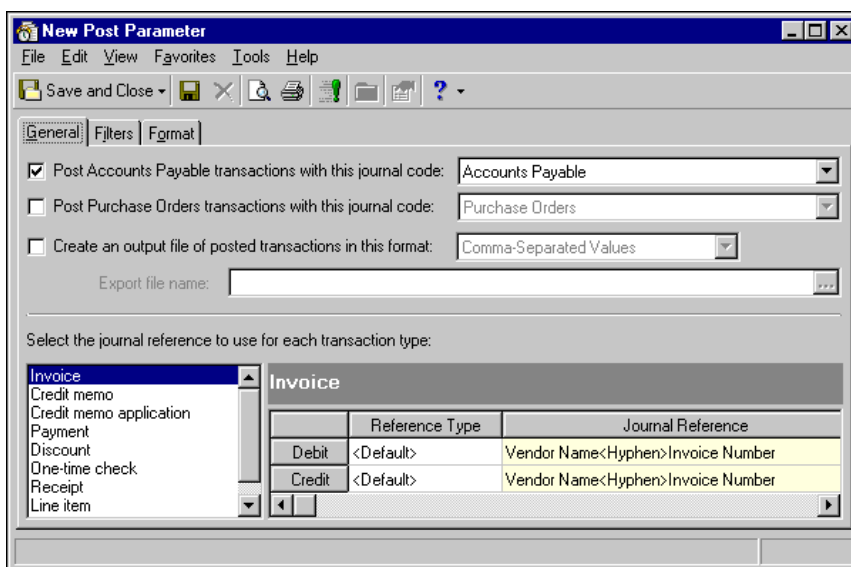 New Post Parameter
File Edit View Favorites Tools Help
Save and Close
General Filters Format
Post Accounts Payable transactions with this journal code: Accounts Payable
Post Purchase Orders transactions with this journal code: Purchase Orders
Create an output file of posted transactions in this format: Comma-Separated Values
Export file name: ...
Select the journal reference to use for each transaction type:
Invoice
Credit memo
Credit memo application
Payment
Discount
One-time check
Receipt
Line item
Invoice
Reference Type Journal Reference
Debit <Default> Vendor Name<Hyphen>Invoice Number
Credit <Default> Vendor Name<Hyphen>Invoice Number